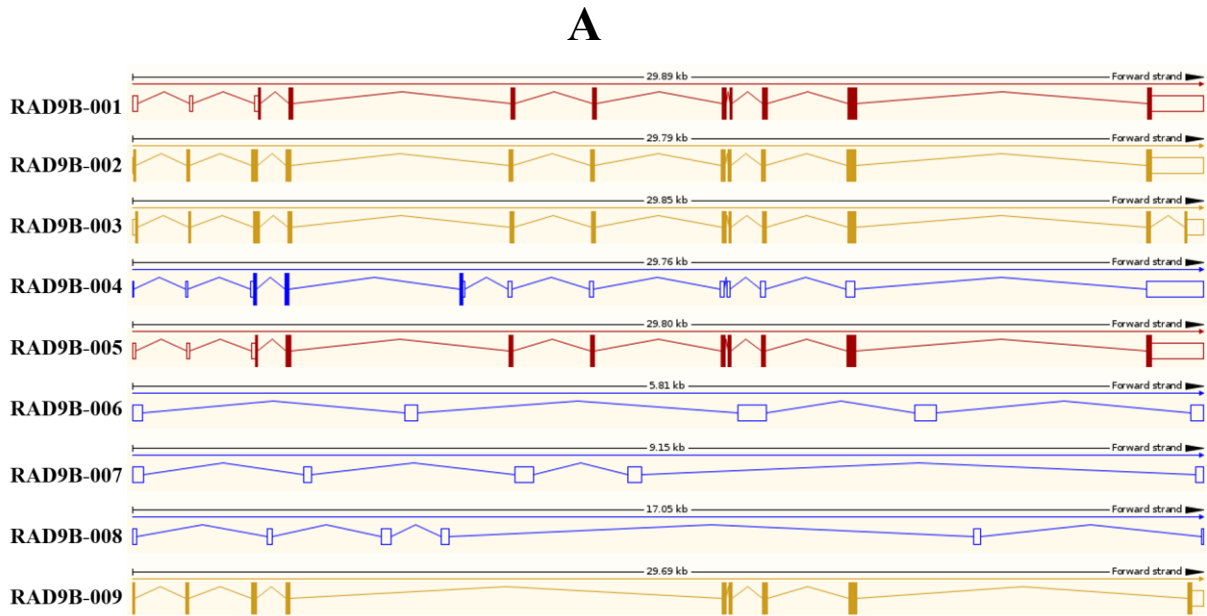 A
29.89 kb Forward strand
RAD9B-001
29.79 kb Forward strand
RAD9B-002
29.85 kb Forward strand
RAD9B-003
29.76 kb Forward strand
RAD9B-004
29.80 kb Forward strand
RAD9B-005
5.81 kb Forward strand
RAD9B-006
9.15 kb Forward strand
RAD9B-007
17.05 kb Forward strand
RAD9B-008
29.69 kb Forward strand
RAD9B-009